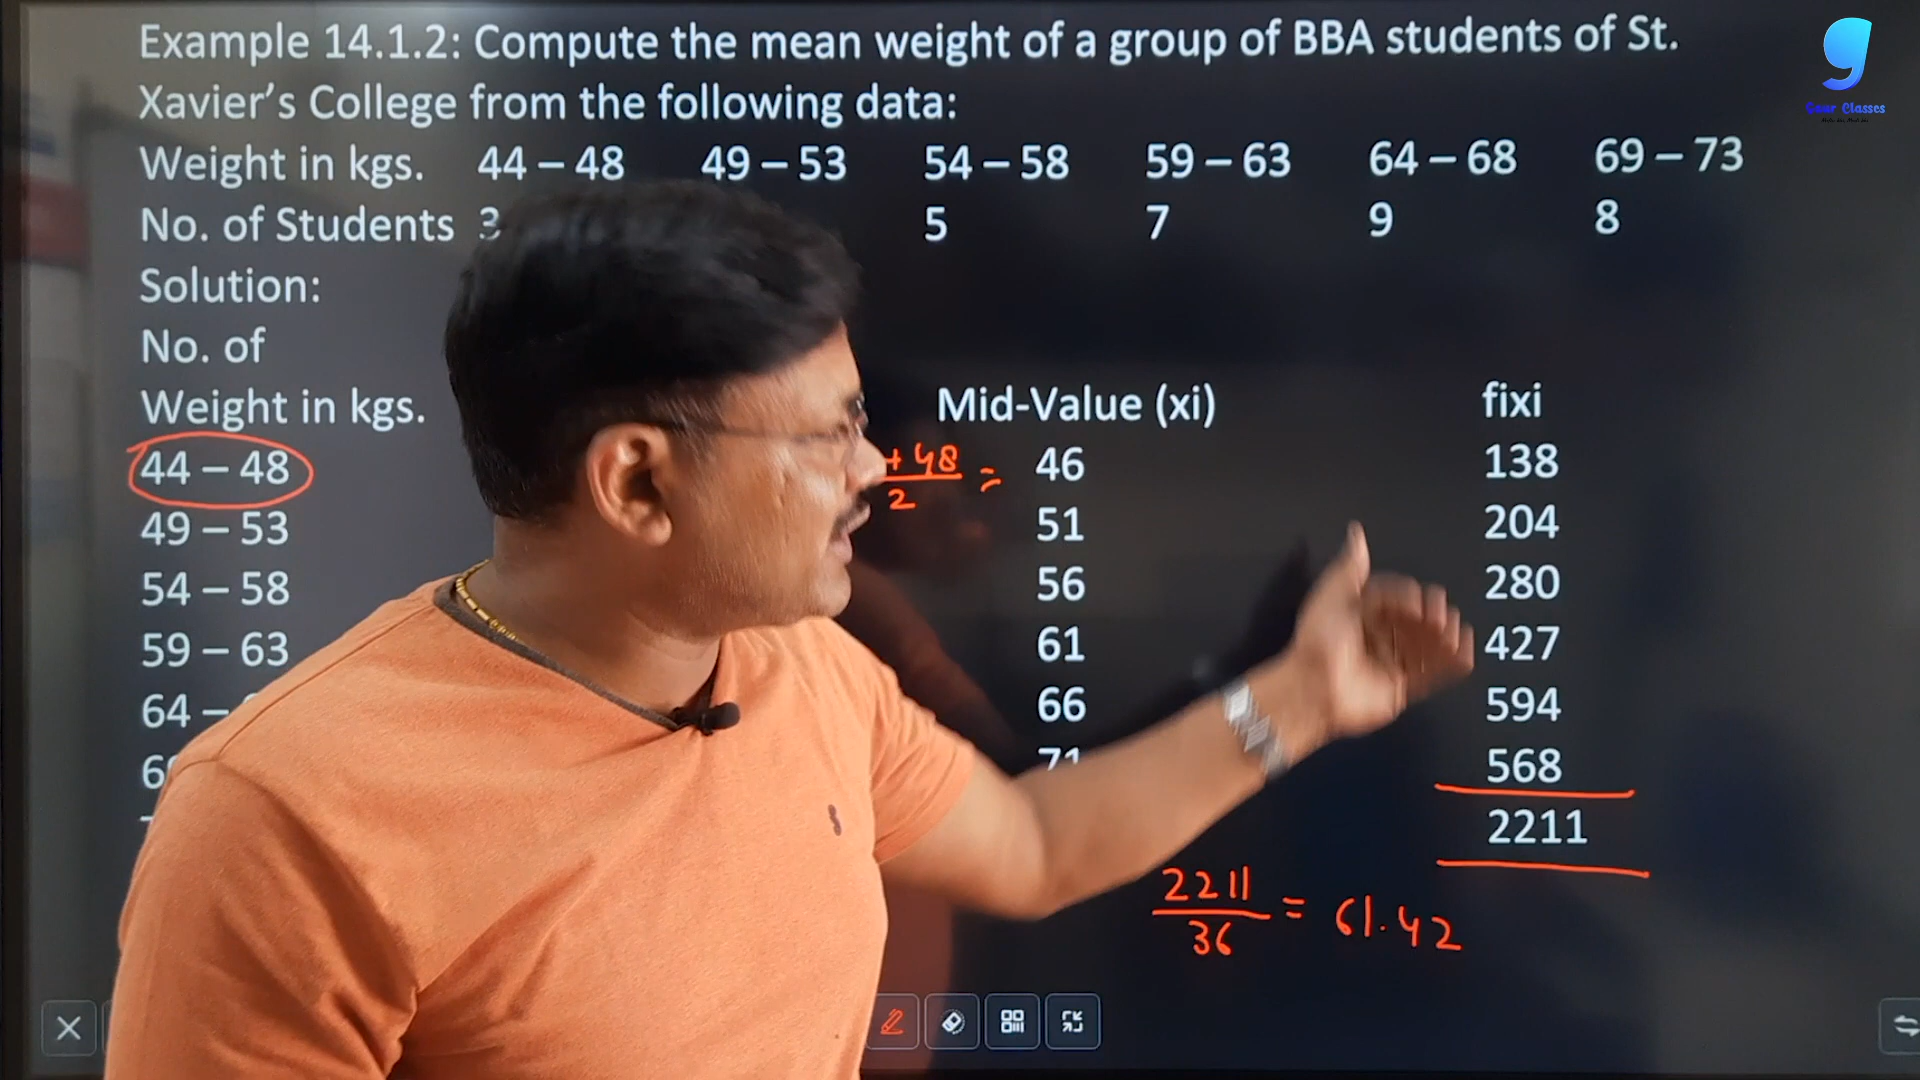 Example 14.1.2: Compute the mean weight of a group of BBA students of St.
Xavier's College from the following data:
Weight in kgs. 44 – 48 49 – 53 54 – 58 59 – 63 64 – 68 69 – 73
No. of Students 3 5 7 9 8
Solution:
No. of
Weight in kgs. Mid-Value (xi) fixi
44 – 48 + 48 / 2 = 46 138
49 – 53 51 204
54 – 58 56 280
59 – 63 61 427
64 – 66 594
71 568
2211
2211 / 36 = 61.42
g
Classes